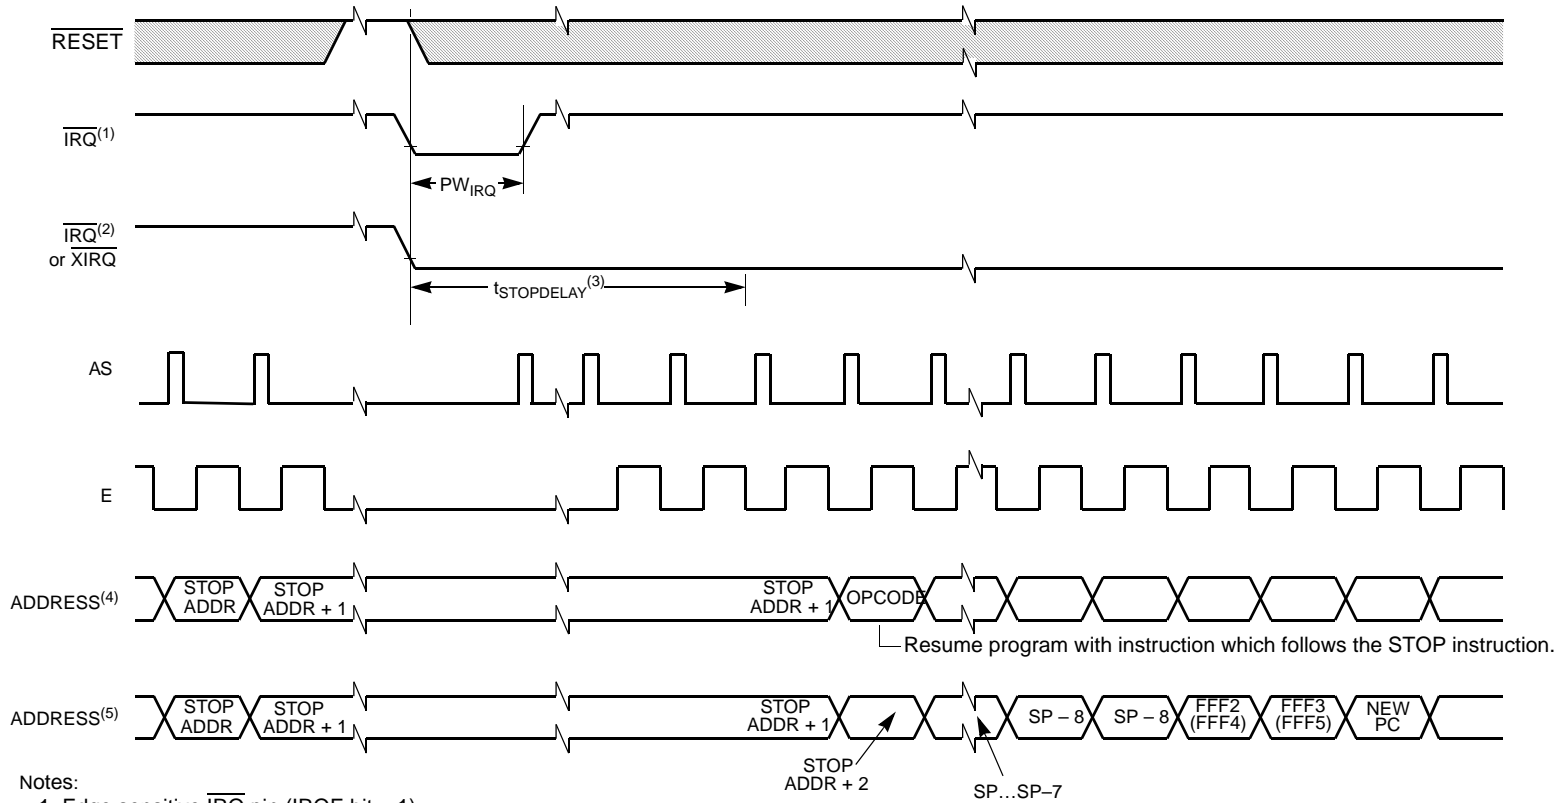 RESET
IRQ(1)
PWIRQ
IRQ(2)
or XIRQ
tSTOPDELAY(3)
AS
E
ADDRESS(4)
STOP
ADDR
STOP
ADDR + 1
STOP
ADDR + 1
OPCODE
Resume program with instruction which follows the STOP instruction.
ADDRESS(5)
STOP
ADDR
STOP
ADDR + 1
STOP
ADDR + 1
SP – 8
SP – 8
FFF2
(FFF4)
FFF3
(FFF5)
NEW
PC
STOP
ADDR + 2
SP…SP–7
Notes: